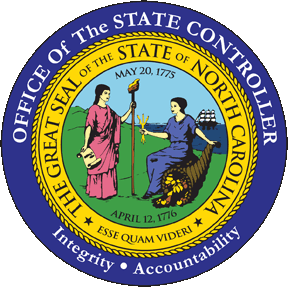 OFFICE Of The STATE CONTROLLER
THE GREAT SEAL OF THE STATE OF NORTH CAROLINA
MAY 20, 1775
APRIL 12, 1776
ESSE QUAM VIDERI
Integrity • Accountability